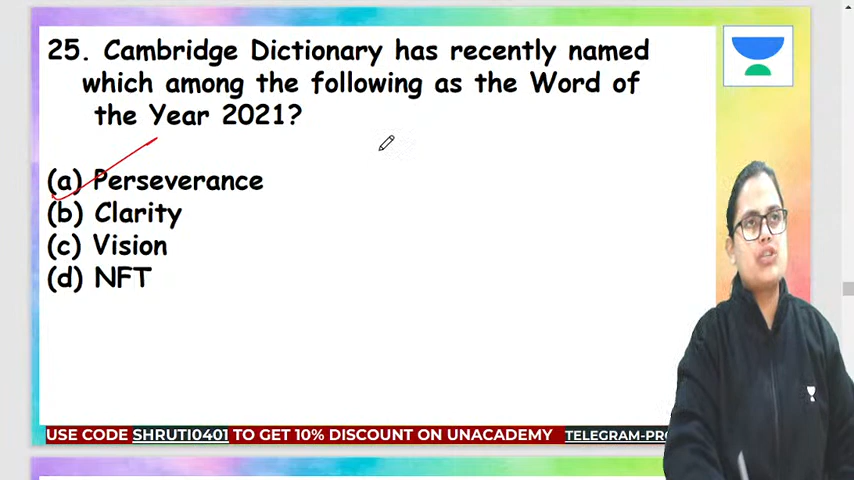 25. Cambridge Dictionary has recently named
which among the following as the Word of
the Year 2021?
(a) Perseverance
(b) Clarity
(c) Vision
(d) NFT
USE CODE SHRUTI0401 TO GET 10% DISCOUNT ON UNACADEMY TELEGRAM-PRO